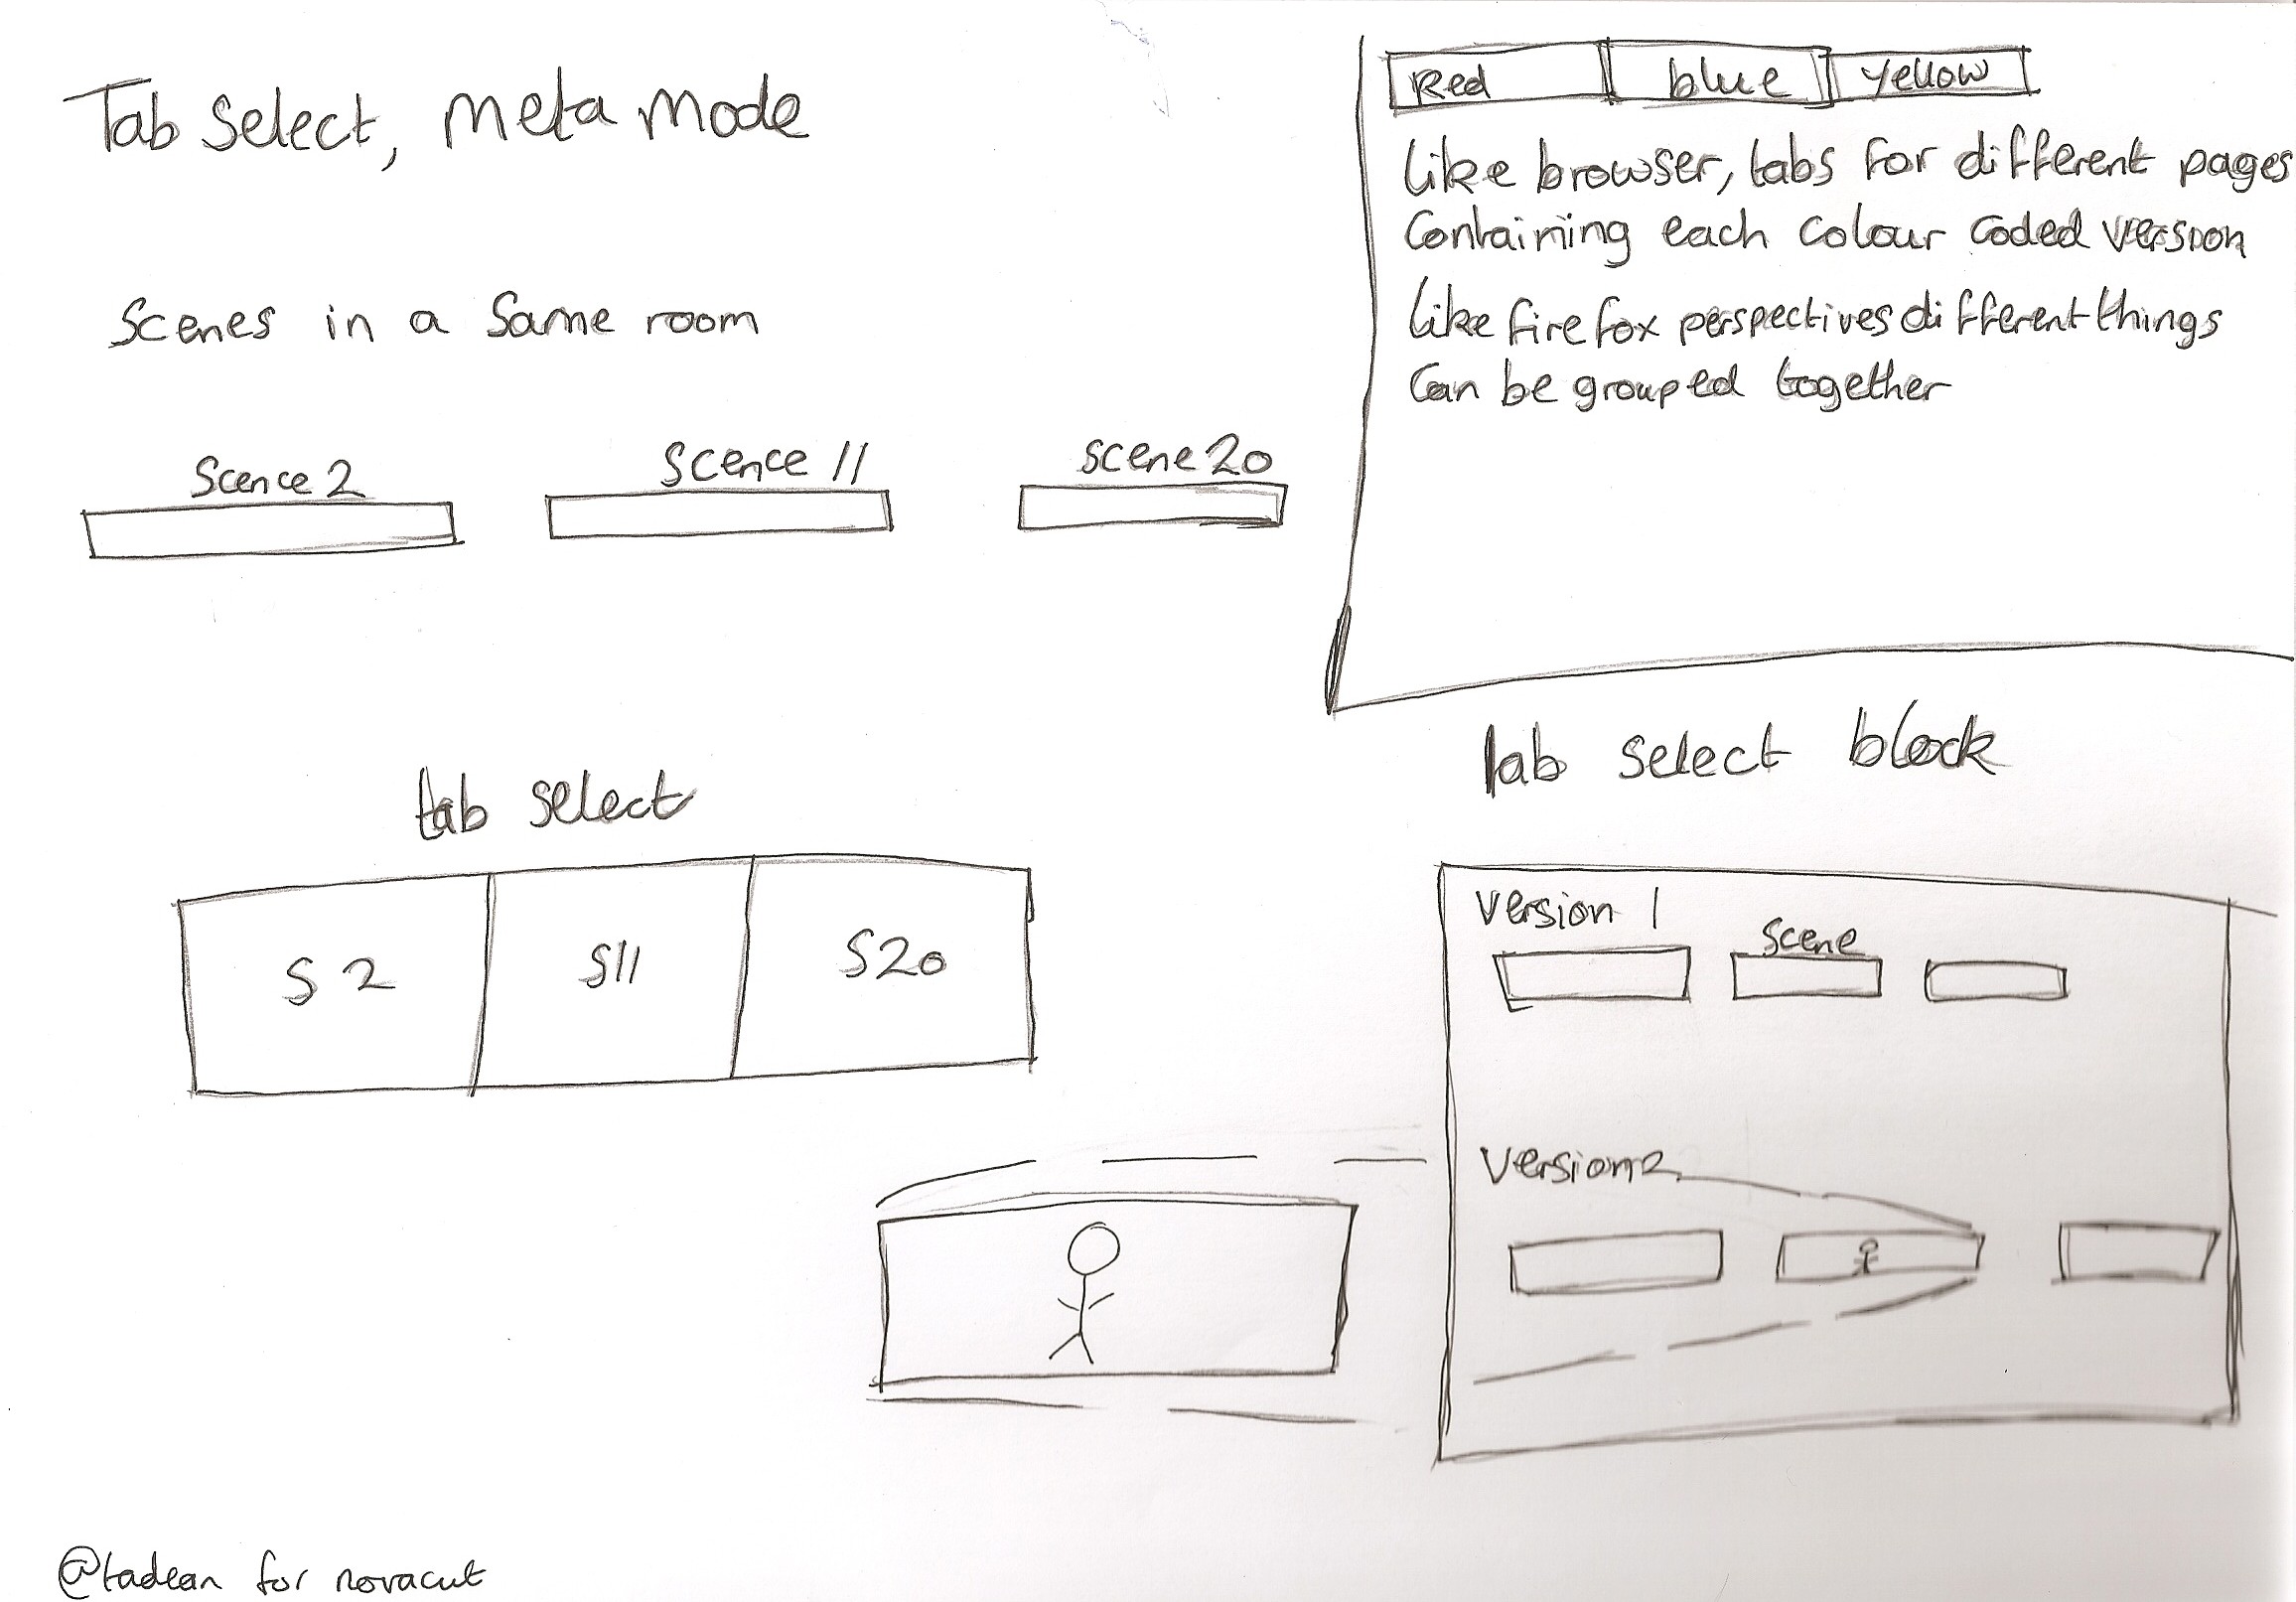 Tab Select, Meta Mode
Scenes in a Same room
Scence 2
Scence 11
scene 20
Red
blue
yellow
like browser, tabs for different pages
Containing each colour coded version
like firefox perspectives different things
can be grouped together
tab select
S 2
S11
S20
tab select block
Version 1
Scene
Version 2
@tadean for novacut